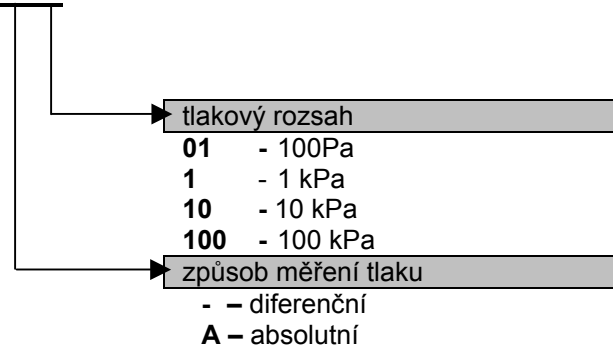 tlakový rozsah
01 - 100Pa
1 - 1 kPa
10 - 10 kPa
100 - 100 kPa
způsob měření tlaku
- – diferenční
A – absolutní